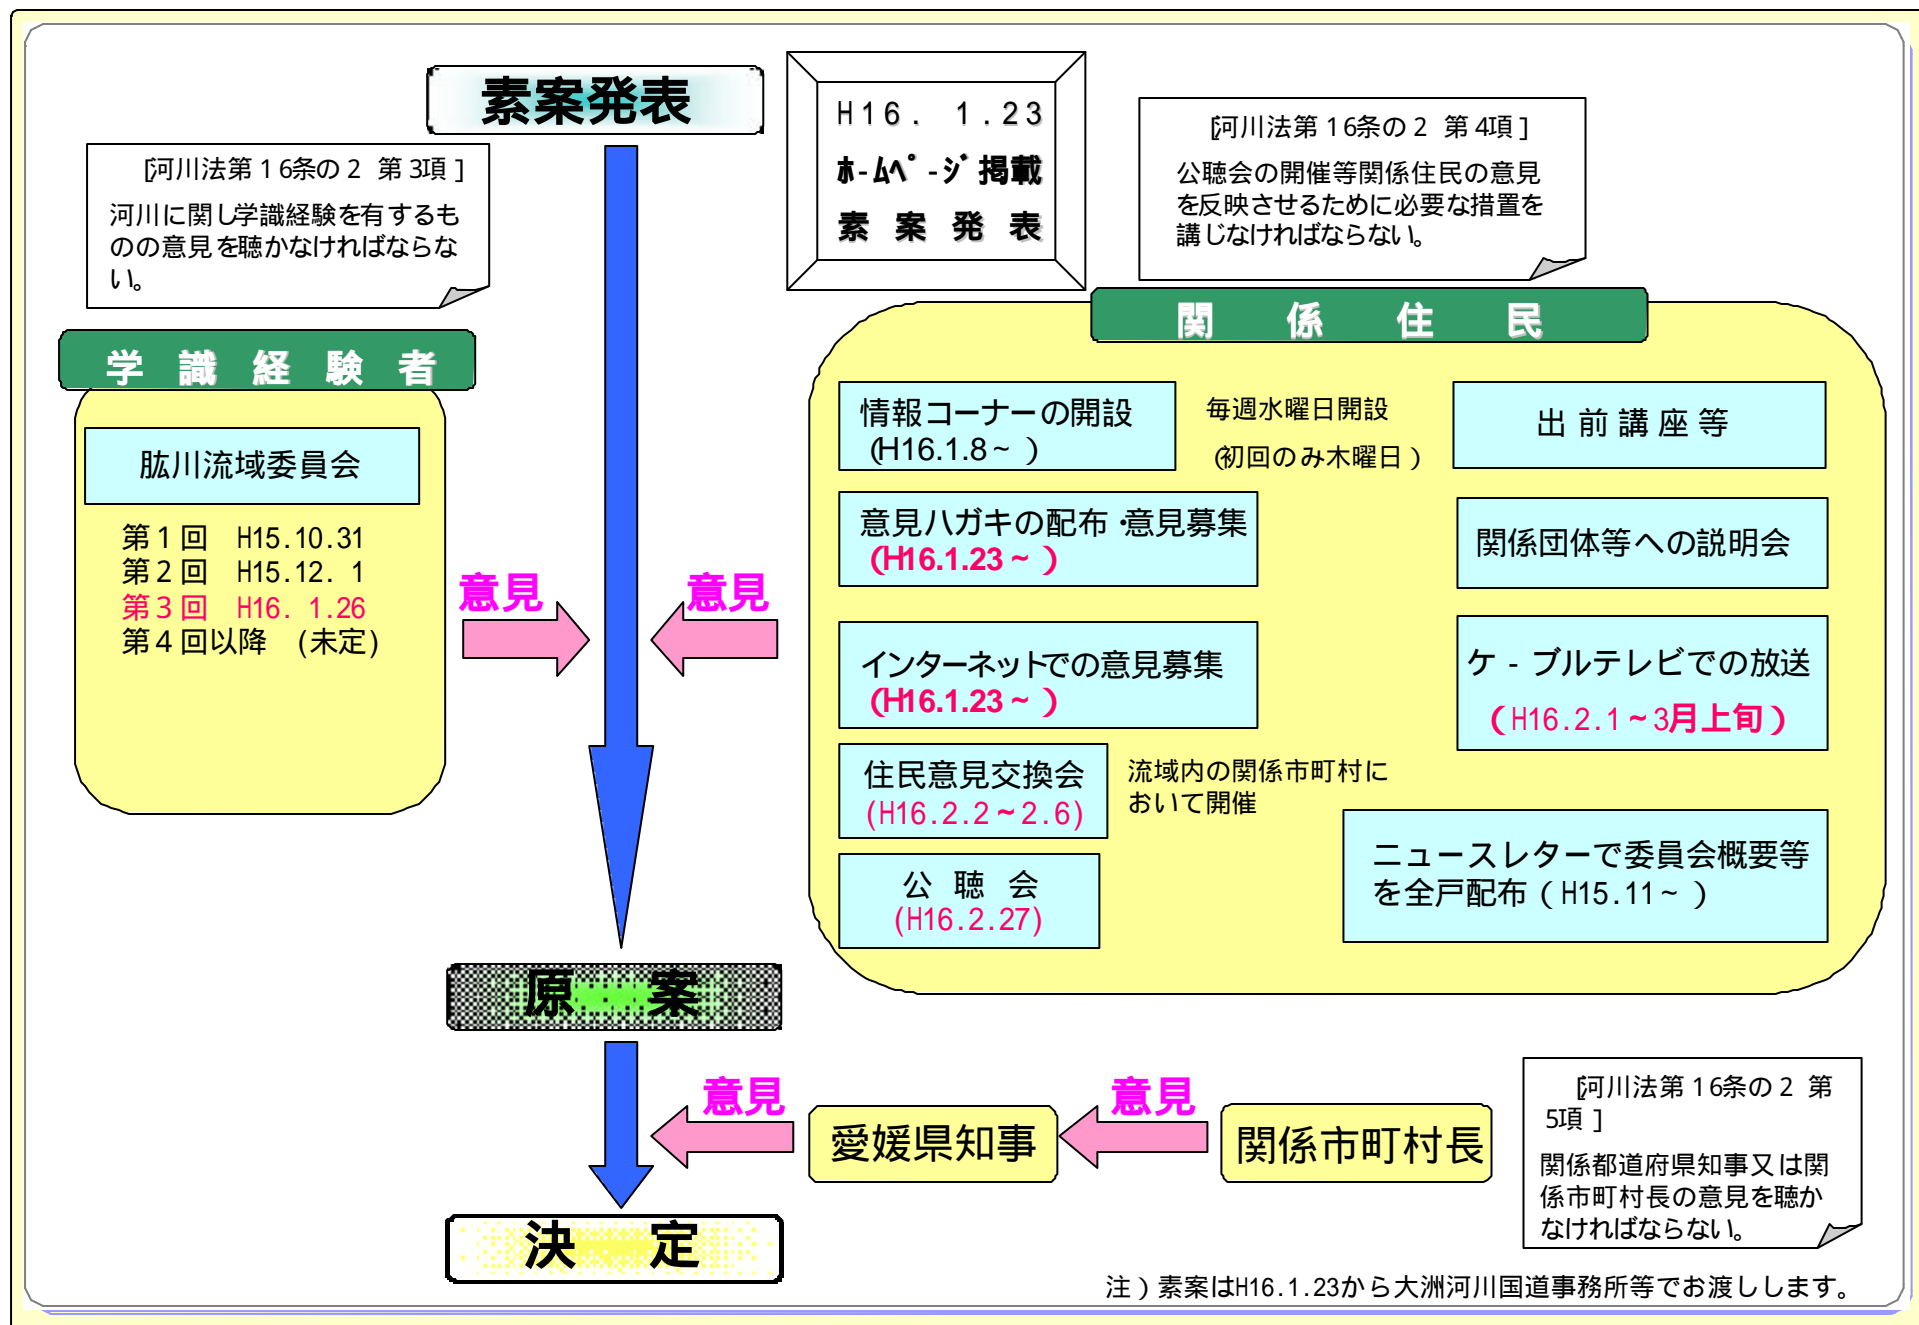 素案発表
H16. 1.23
ホ-ムペ-ジ掲載
素案発表
[河川法第16条の2 第3項]
河川に関し学識経験を有するも
のの意見を聴かなければならな
い。
[河川法第16条の2 第4項]
公聴会の開催等関係住民の意見
を反映させるために必要な措置を
講じなければならない。
学識経験者
肱川流域委員会
第1回 H15.10.31
第2回 H15.12. 1
第3回 H16. 1.26
第4回以降 (未定)
意見
意見
関係住民
情報コーナーの開設
(H16.1.8~ )
毎週水曜日開設
(初回のみ木曜日)
出前講座等
意見ハガキの配布・意見募集
(H16.1.23~ )
関係団体等への説明会
インターネットでの意見募集
(H16.1.23~ )
ケ-ブルテレビでの放送
(H16.2.1~3月上旬)
住民意見交換会
(H16.2.2~2.6)
流域内の関係市町村に
おいて開催
公聴会
(H16.2.27)
ニュースレターで委員会概要等
を全戸配布(H15.11~ )
原案
意見
愛媛県知事
意見
関係市町村長
[河川法第16条の2 第
5項]
関係都道府県知事又は関
係市町村長の意見を聴か
なければならない。
決定
注)素案はH16.1.23から大洲河川国道事務所等でお渡しします。